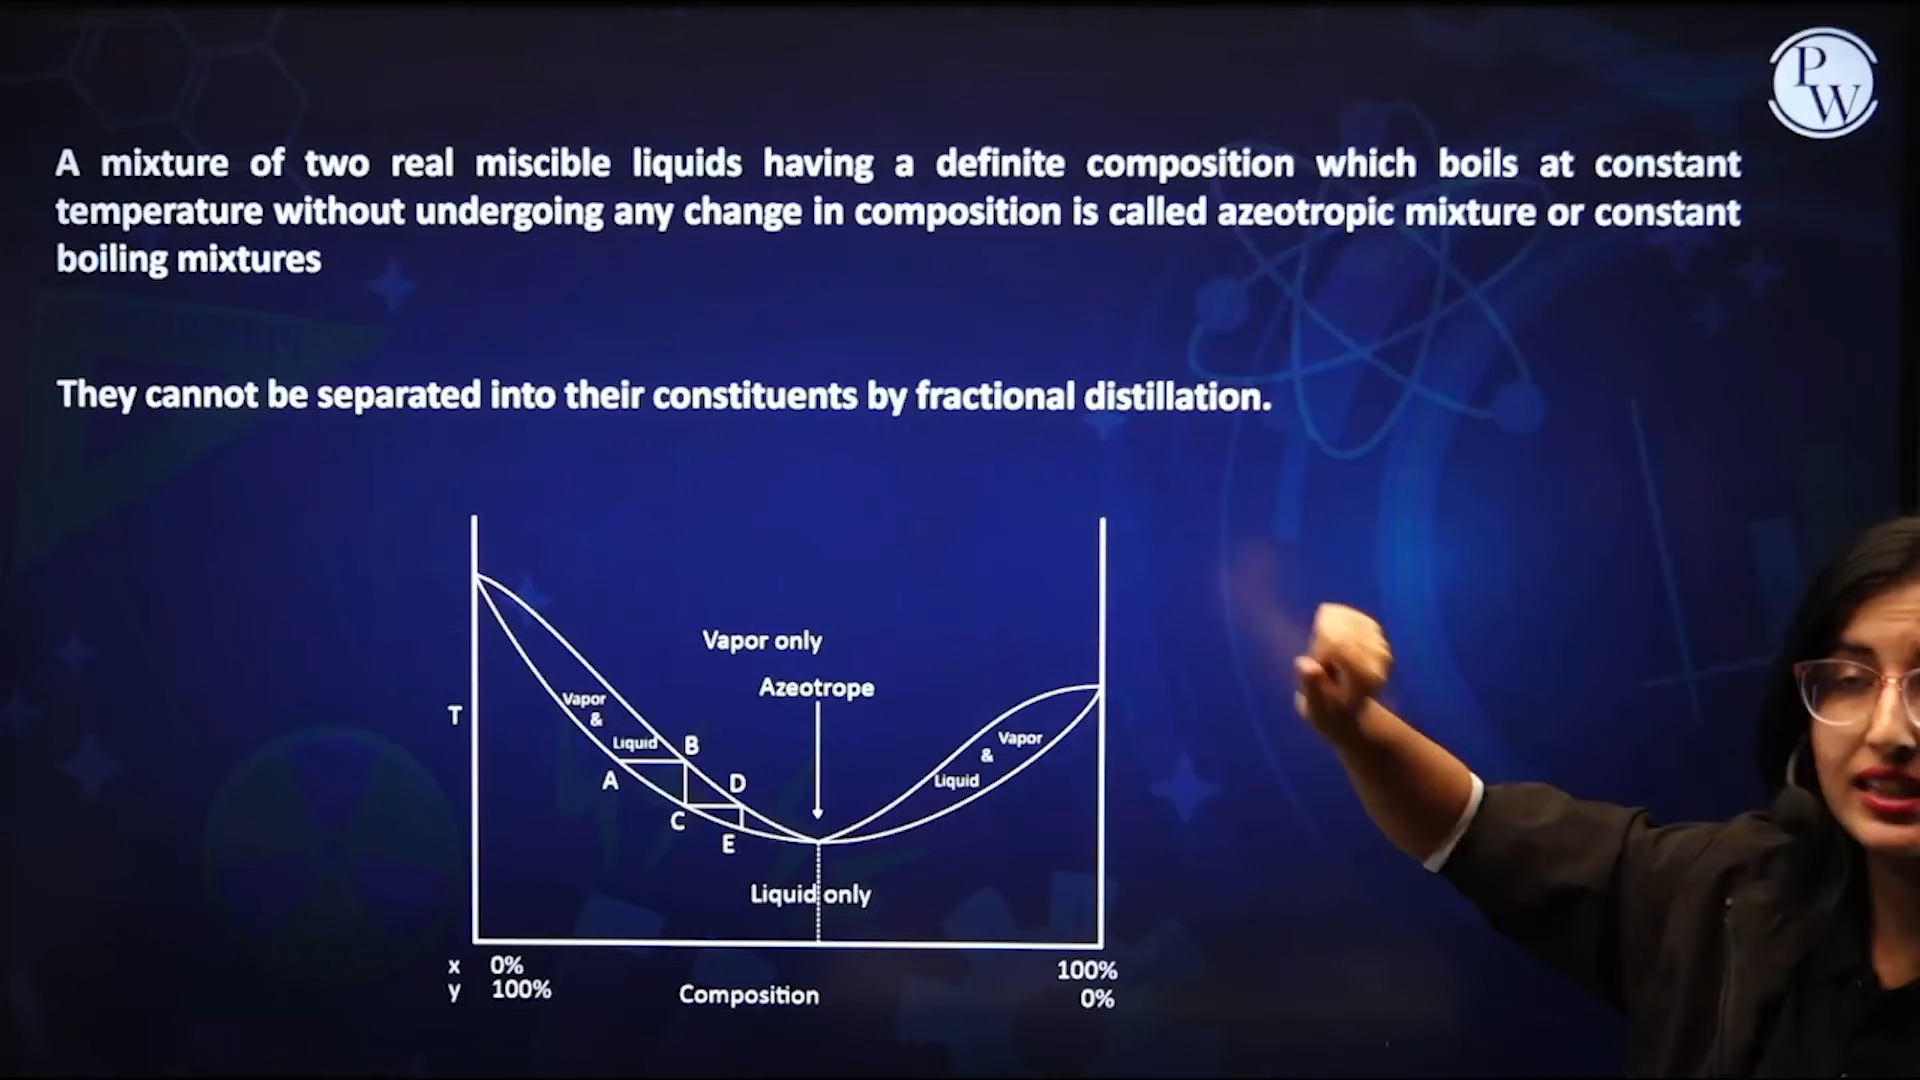 PW
A mixture of two real miscible liquids having a definite composition which boils at constant
temperature without undergoing any change in composition is called azeotropic mixture or constant
boiling mixtures
They cannot be separated into their constituents by fractional distillation.
Vapor only
Azeotrope
T
Vapor
&
Liquid
B
A
D
C
E
Vapor
&
Liquid
Liquid only
x 0% 100%
y 100% 0%
Composition